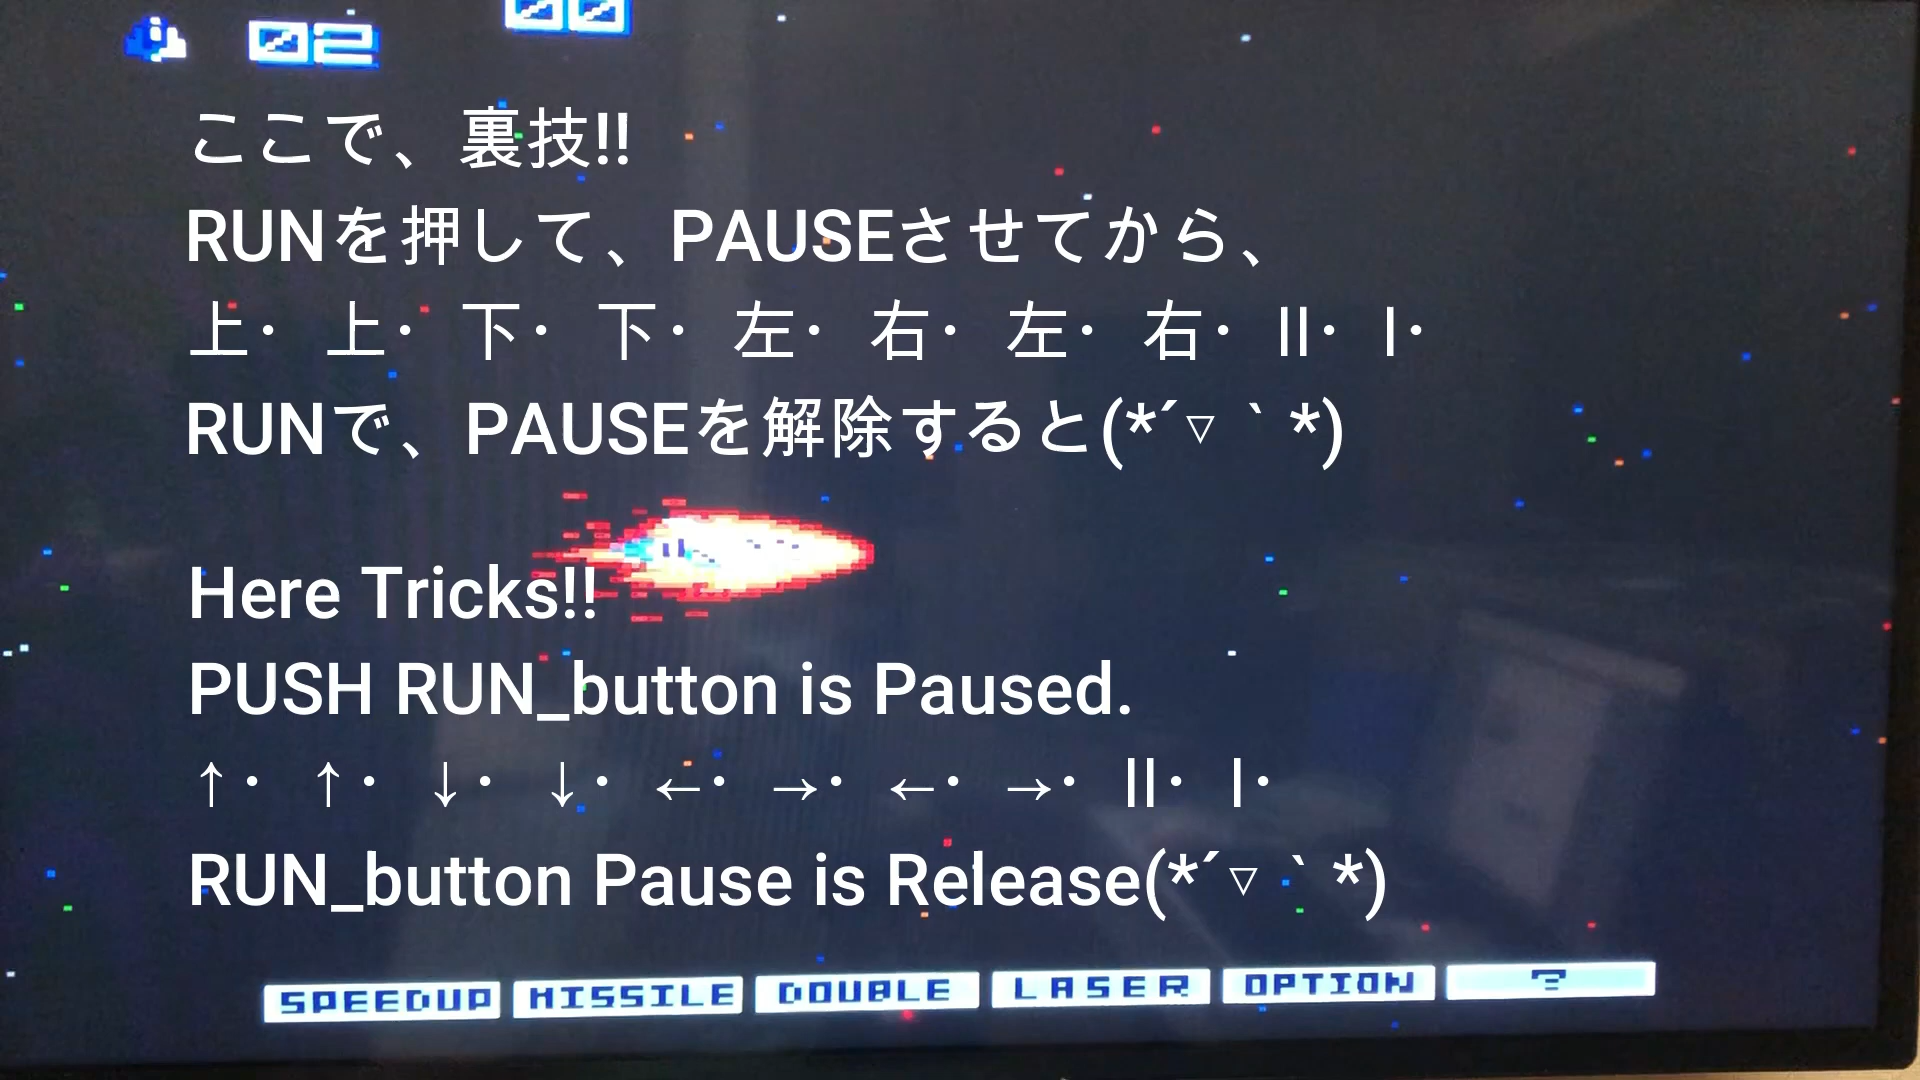 02
00
ここで、裏技!!
RUNを押して、PAUSEさせてから、
上・上・下・下・左・右・左・右・II・I・
RUNで、PAUSEを解除すると(*´▽｀*)
Here Tricks!!
PUSH RUN_button is Paused.
↑・↑・↓・↓・←・→・←・→・II・I・
RUN_button Pause is Release(*´▽｀*)
SPEEDUP MISSILE DOUBLE LASER OPTION ?